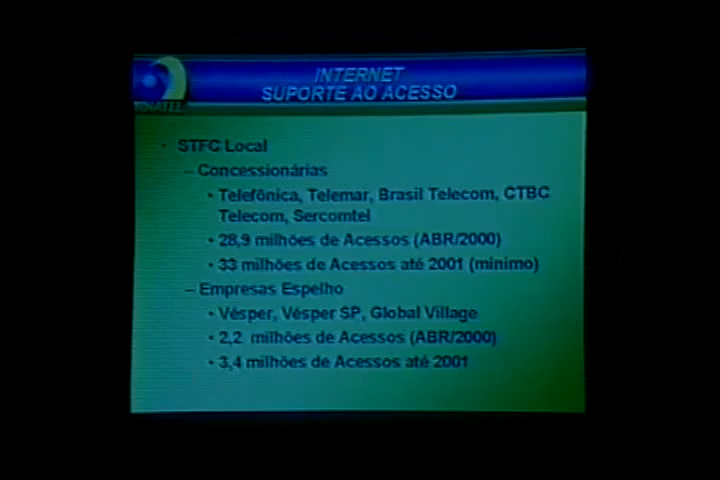 INTERNET
SUPORTE AO ACESSO
ANATEL
• STFC Local
– Concessionárias
• Telefônica, Telemar, Brasil Telecom, CTBC
Telecom, Sercomtel
• 28,9 milhões de Acessos (ABR/2000)
• 33 milhões de Acessos até 2001 (mínimo)
– Empresas Espelho
• Vésper, Vésper SP, Global Village
• 2,2 milhões de Acessos (ABR/2000)
• 3,4 milhões de Acessos até 2001